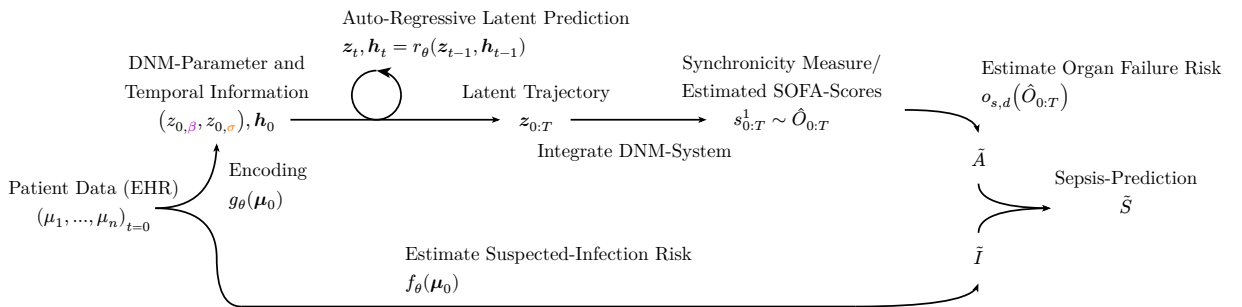 Auto-Regressive Latent Prediction
z_t, h_t = r_θ(z_{t−1}, h_{t−1})
DNM-Parameter and
Temporal Information
(z_{0,β}, z_{0,σ}), h_0
Latent Trajectory
z_{0:T}
Synchronicity Measure/
Estimated SOFA-Scores
s^1_{0:T} ∼ Ô_{0:T}
Integrate DNM-System
Estimate Organ Failure Risk
o_{s,d}(Ô_{0:T})
Ã
Encoding
g_θ(μ_0)
Patient Data (EHR)
(μ_1, ..., μ_n)_{t=0}
Sepsis-Prediction
S̃
Estimate Suspected-Infection Risk
f_θ(μ_0)
Ĩ